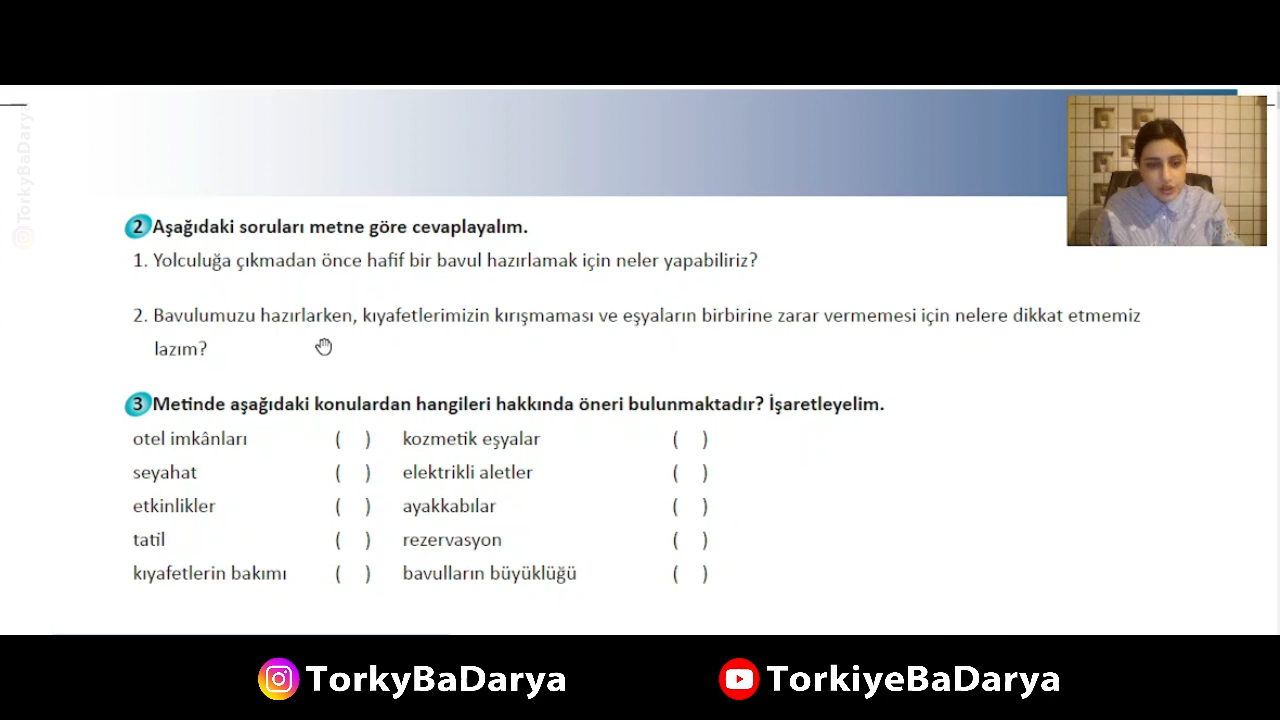 TorkyBaDarya
2 Aşağıdaki soruları metne göre cevaplayalım.
1. Yolculuğa çıkmadan önce hafif bir bavul hazırlamak için neler yapabiliriz?
2. Bavulumuzu hazırlarken, kıyafetlerimizin kırışmaması ve eşyaların birbirine zarar vermemesi için nelere dikkat etmemiz
lazım?
3 Metinde aşağıdaki konulardan hangileri hakkında öneri bulunmaktadır? İşaretleyelim.
otel imkânları ( ) kozmetik eşyalar ( )
seyahat ( ) elektrikli aletler ( )
etkinlikler ( ) ayakkabılar ( )
tatil ( ) rezervasyon ( )
kıyafetlerin bakımı ( ) bavulların büyüklüğü ( )
TorkyBaDarya TorkiyeBaDarya